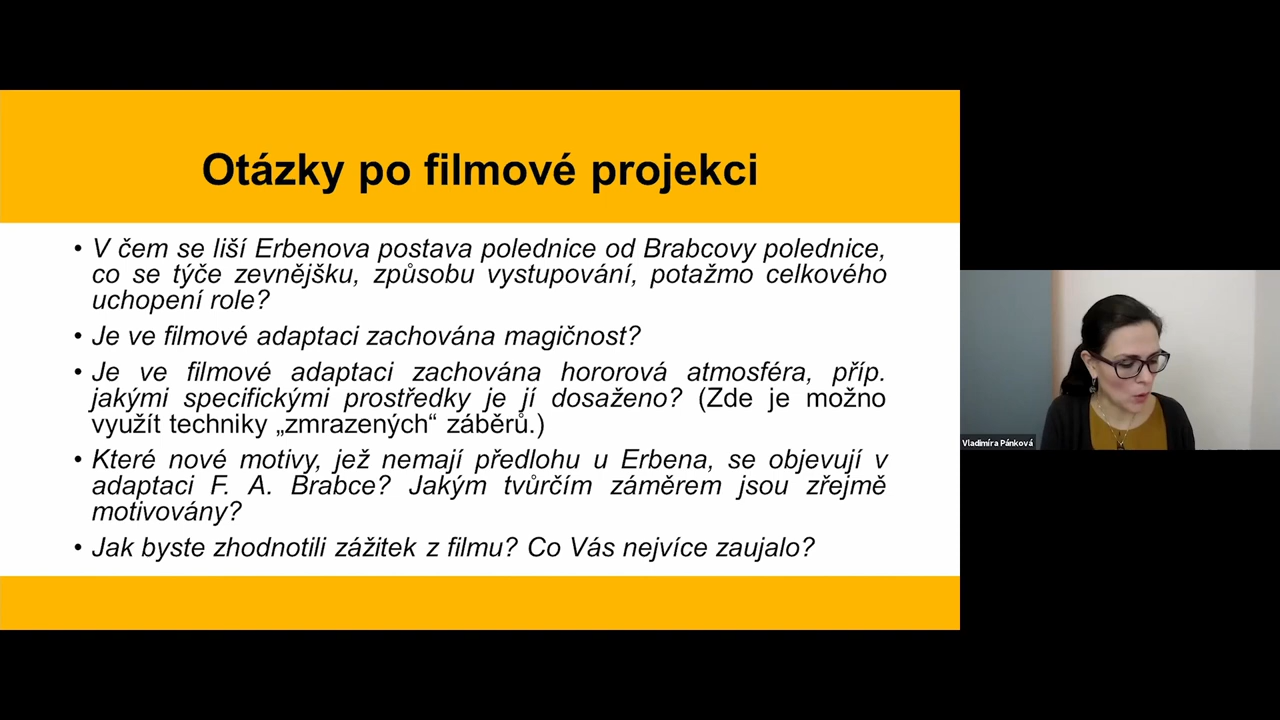 Otázky po filmové projekci
• V čem se liší Erbenova postava polednice od Brabcovy polednice,
co se týče zevnějšku, způsobu vystupování, potažmo celkového
uchopení role?
• Je ve filmové adaptaci zachována magičnost?
• Je ve filmové adaptaci zachována hororová atmosféra, příp.
jakými specifickými prostředky je jí dosaženo? (Zde je možno
využít techniky „zmrazených“ záběrů.)
• Které nové motivy, jež nemají předlohu u Erbena, se objevují v
adaptaci F. A. Brabce? Jakým tvůrčím záměrem jsou zřejmě
motivovány?
• Jak byste zhodnotili zážitek z filmu? Co Vás nejvíce zaujalo?
Vladimíra Pánková